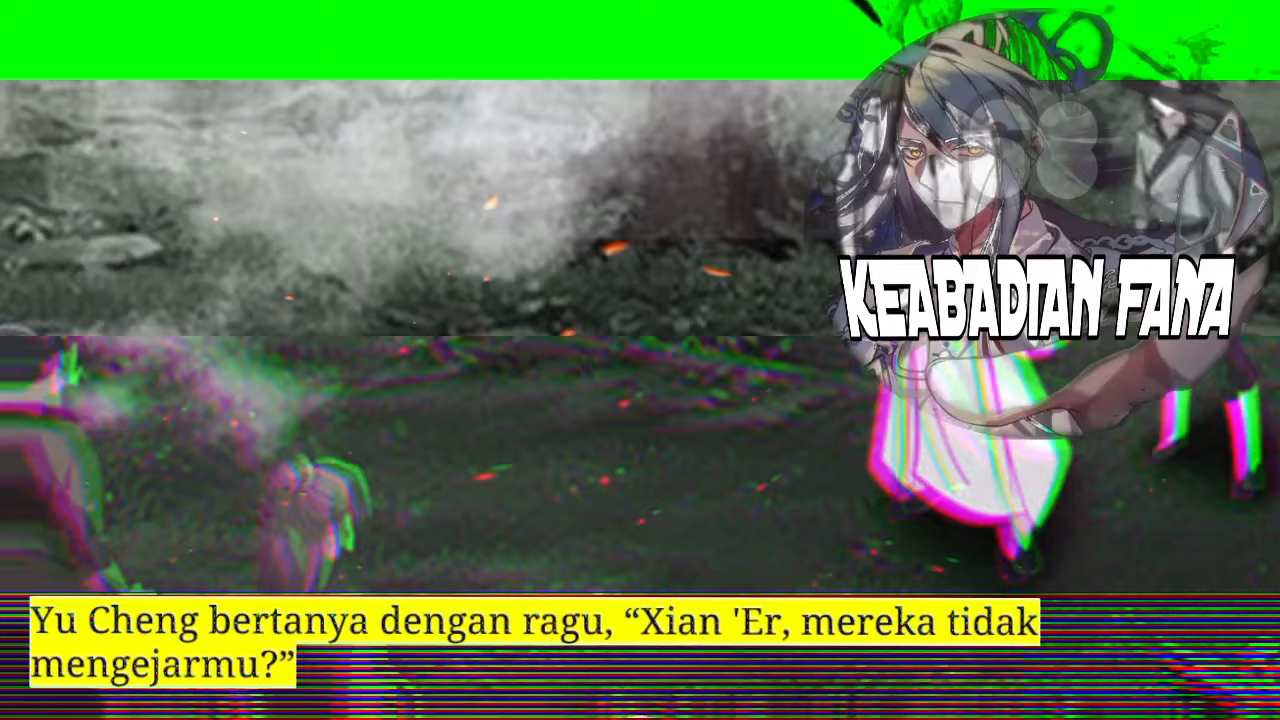 KEABADIAN FANA
Yu Cheng bertanya dengan ragu, “Xian 'Er, mereka tidak
mengejarmu?”